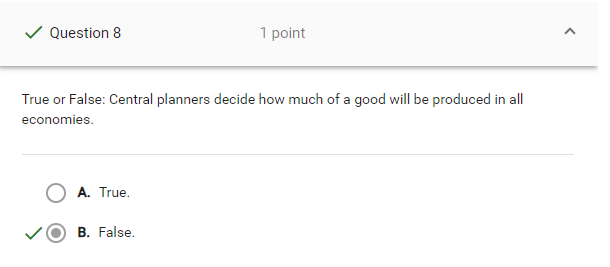 Question 8
1 point
True or False: Central planners decide how much of a good will be produced in all
economies.
A. True.
B. False.